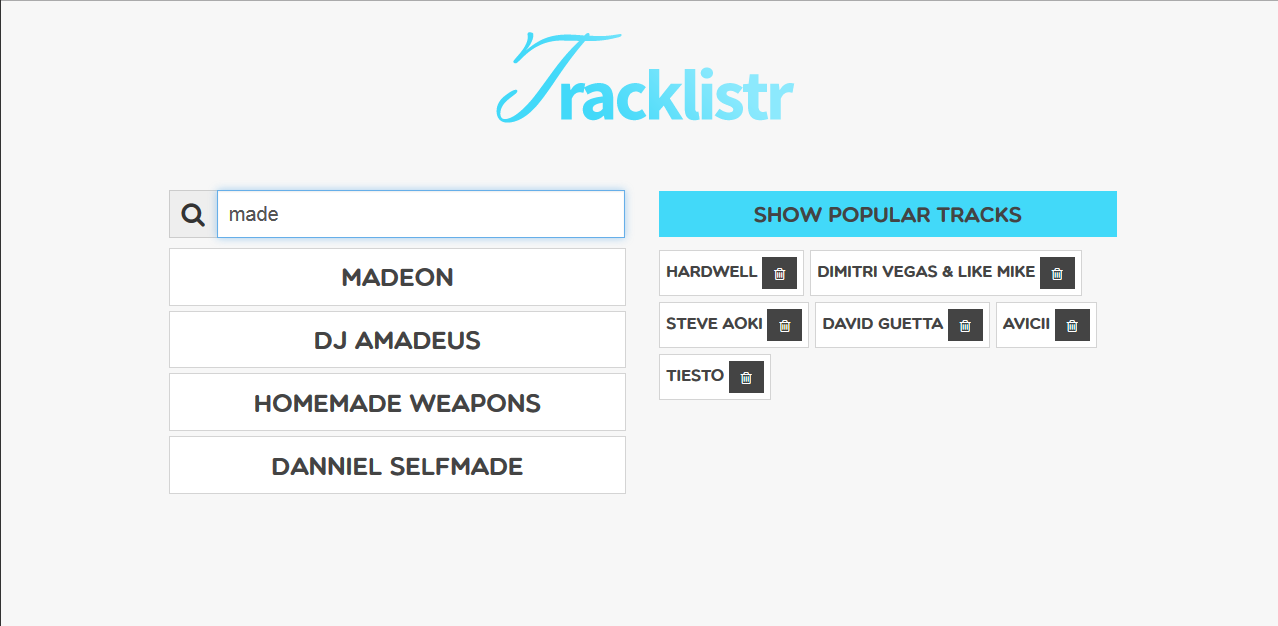 Tracklistr
made
MADEON
DJ AMADEUS
HOMEMADE WEAPONS
DANNIEL SELFMADE
SHOW POPULAR TRACKS
HARDWELL DIMITRI VEGAS & LIKE MIKE
STEVE AOKI DAVID GUETTA AVICII
TIESTO